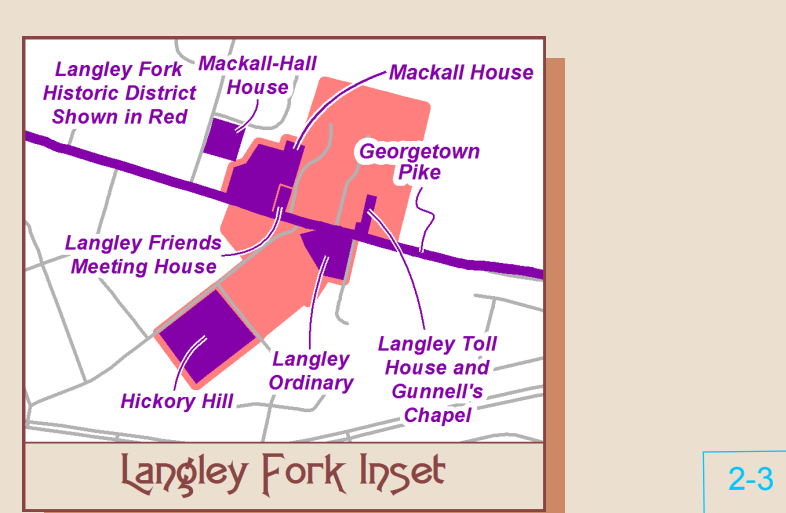 Langley Fork
Historic District
Shown in Red
Mackall-Hall
House
Mackall House
Georgetown
Pike
Langley Friends
Meeting House
Hickory Hill
Langley
Ordinary
Langley Toll
House and
Gunnell's
Chapel
Langley Fork Inset
2-3